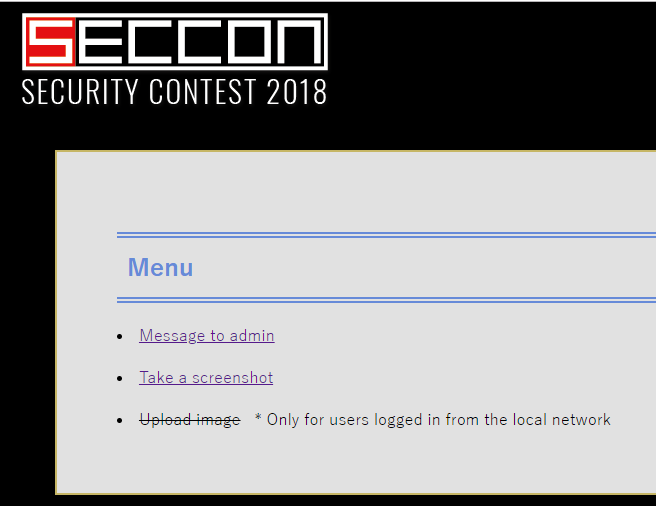 SECCON
SECURITY CONTEST 2018
Menu
Message to admin
Take a screenshot
Upload image * Only for users logged in from the local network